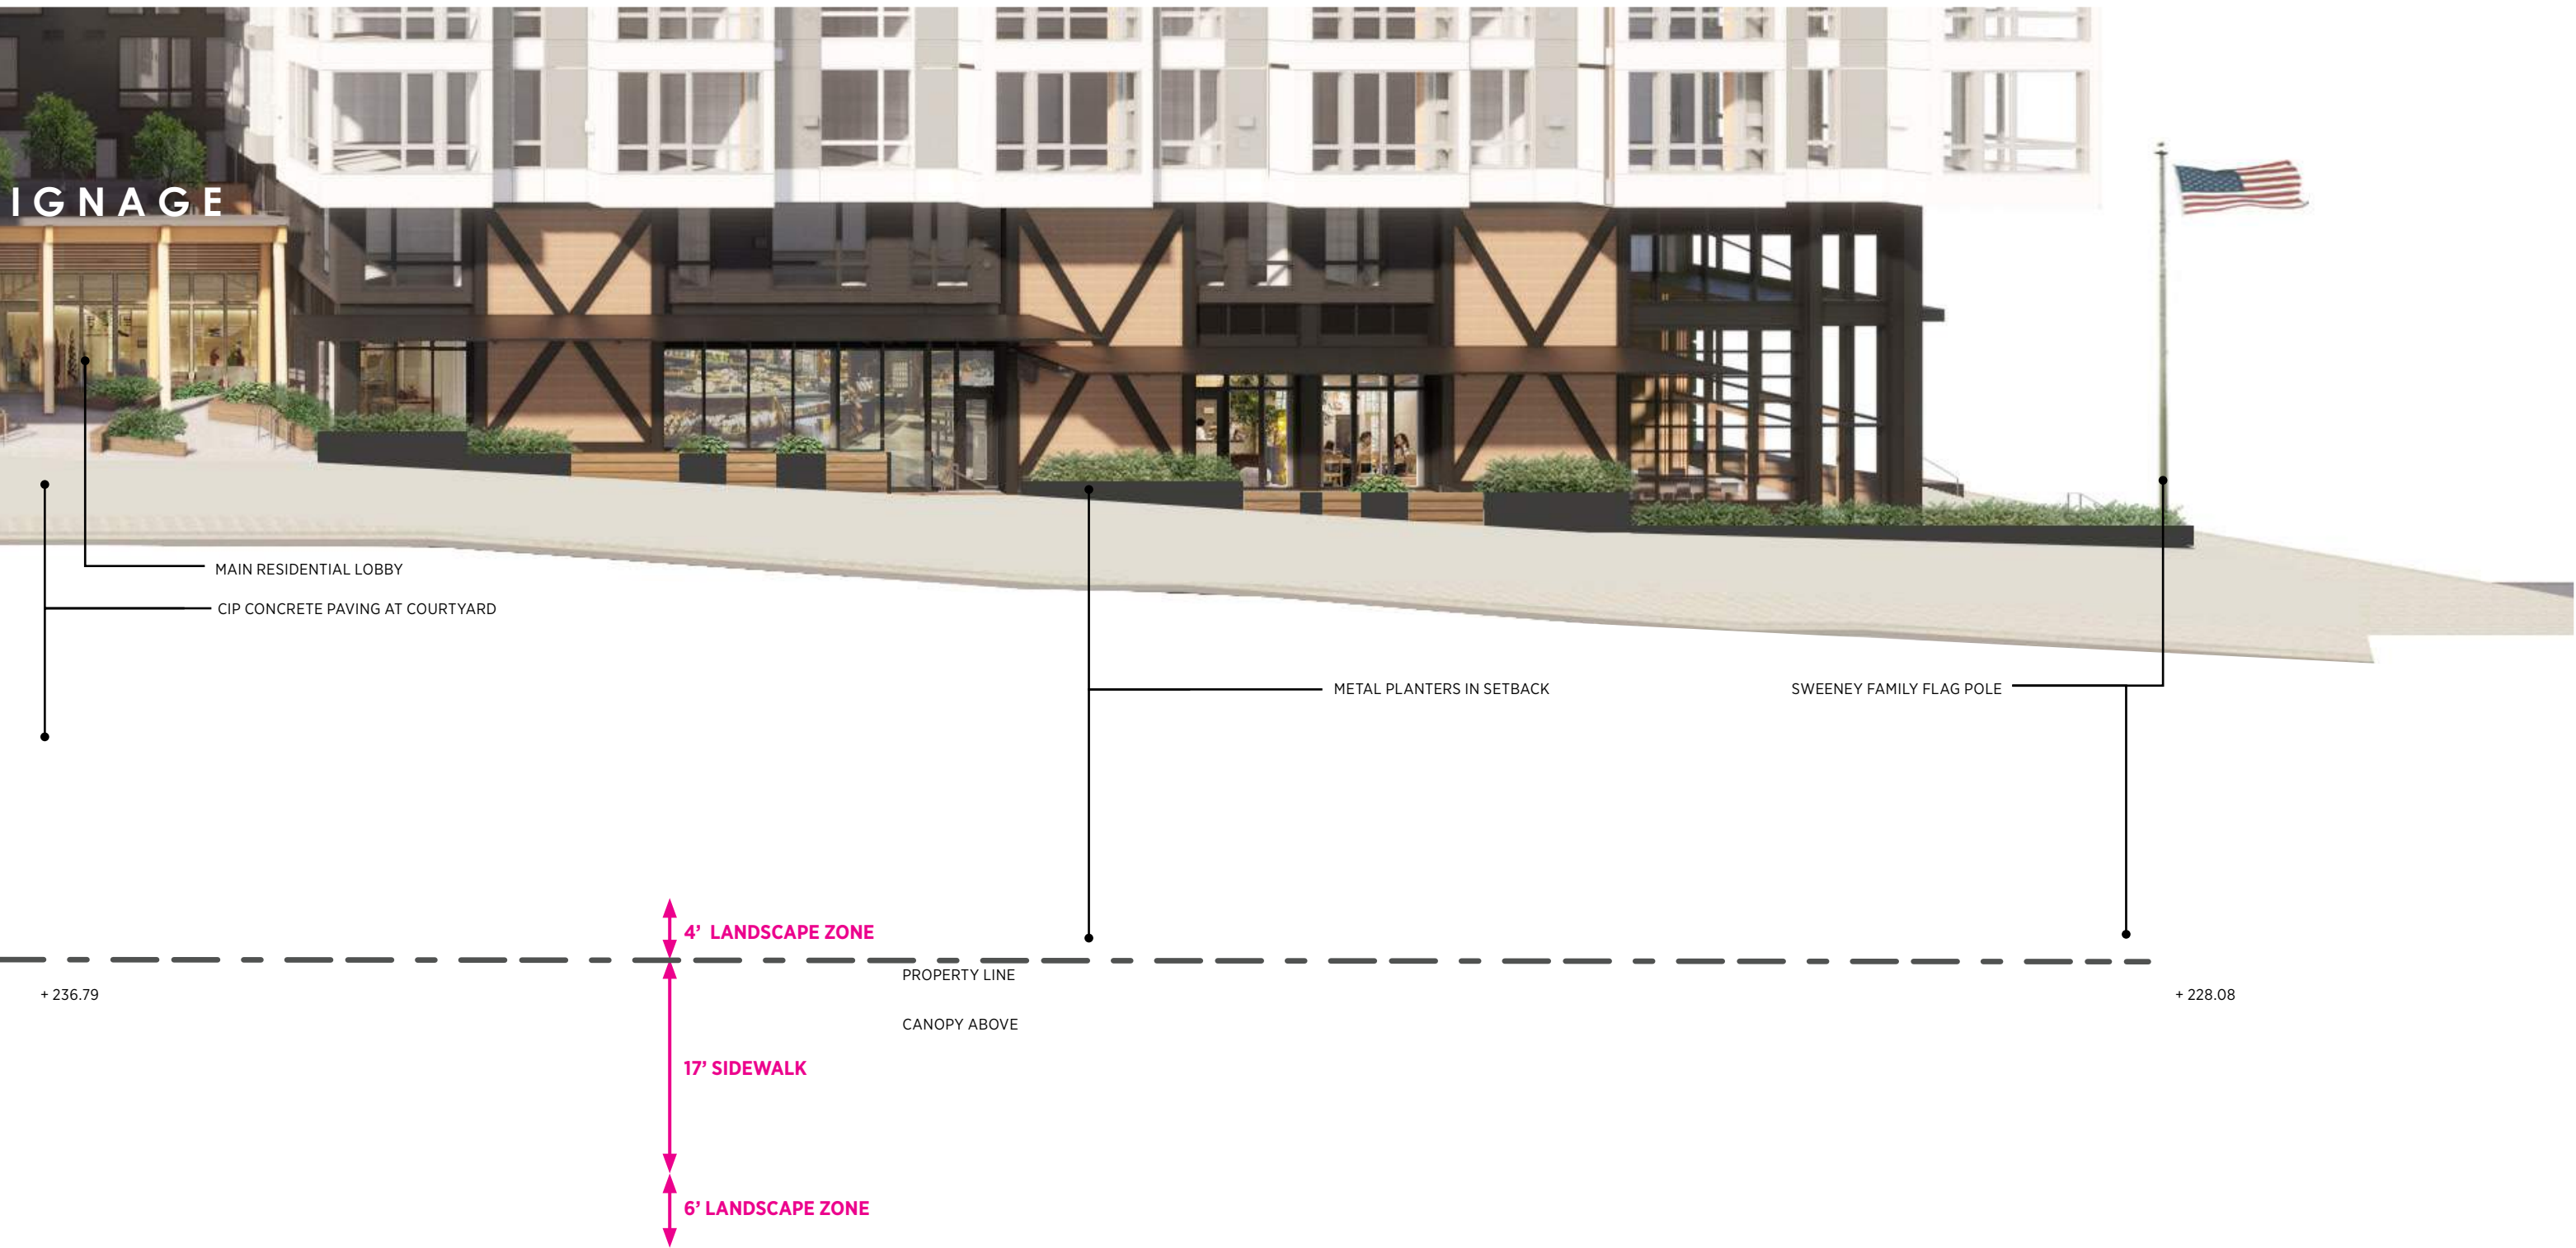 IGNAGE
MAIN RESIDENTIAL LOBBY
CIP CONCRETE PAVING AT COURTYARD
METAL PLANTERS IN SETBACK
SWEENEY FAMILY FLAG POLE
4’ LANDSCAPE ZONE
PROPERTY LINE
+ 236.79
+ 228.08
CANOPY ABOVE
17’ SIDEWALK
6’ LANDSCAPE ZONE